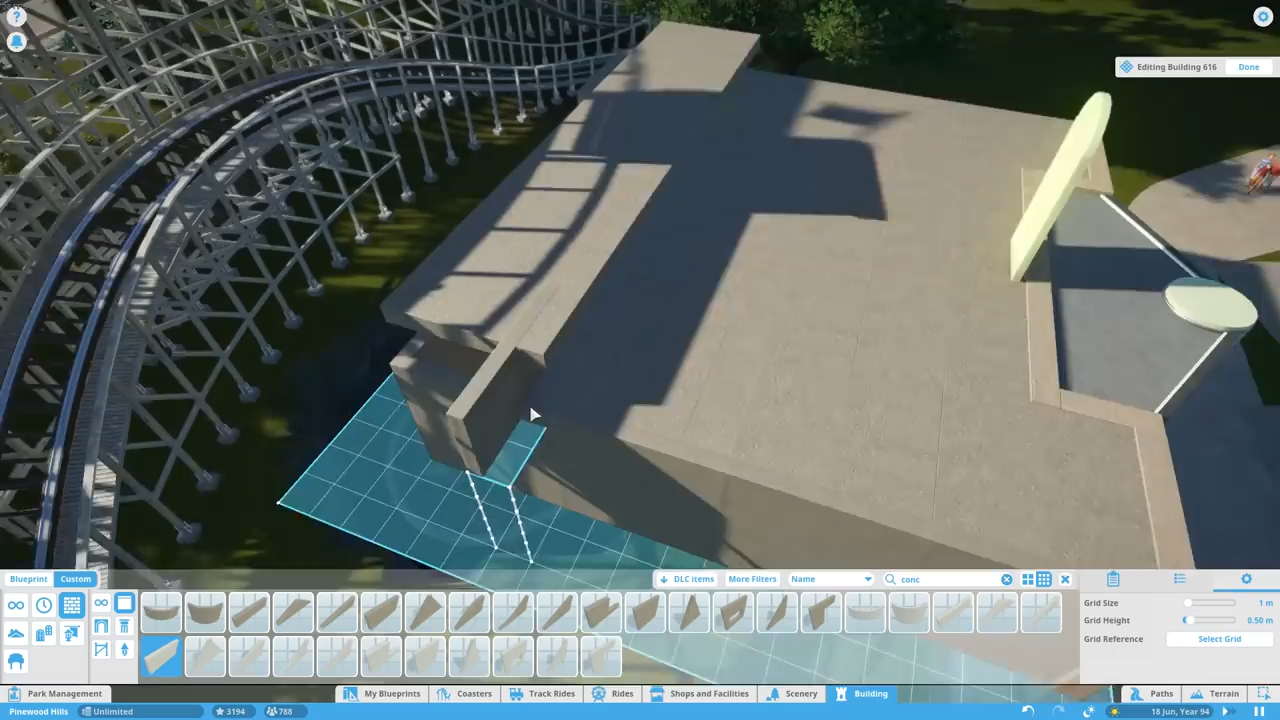 ?
Editing Building 616
Done
Blueprint
Custom
DLC items
More Filters
Name
conc
Grid Size
1 m
Grid Height
0.50 m
Grid Reference
Select Grid
Park Management
My Blueprints
Coasters
Track Rides
Rides
Shops and Facilities
Scenery
Building
Paths
Terrain
Pinewood Hills
Unlimited
3194
788
18 Jun, Year 94